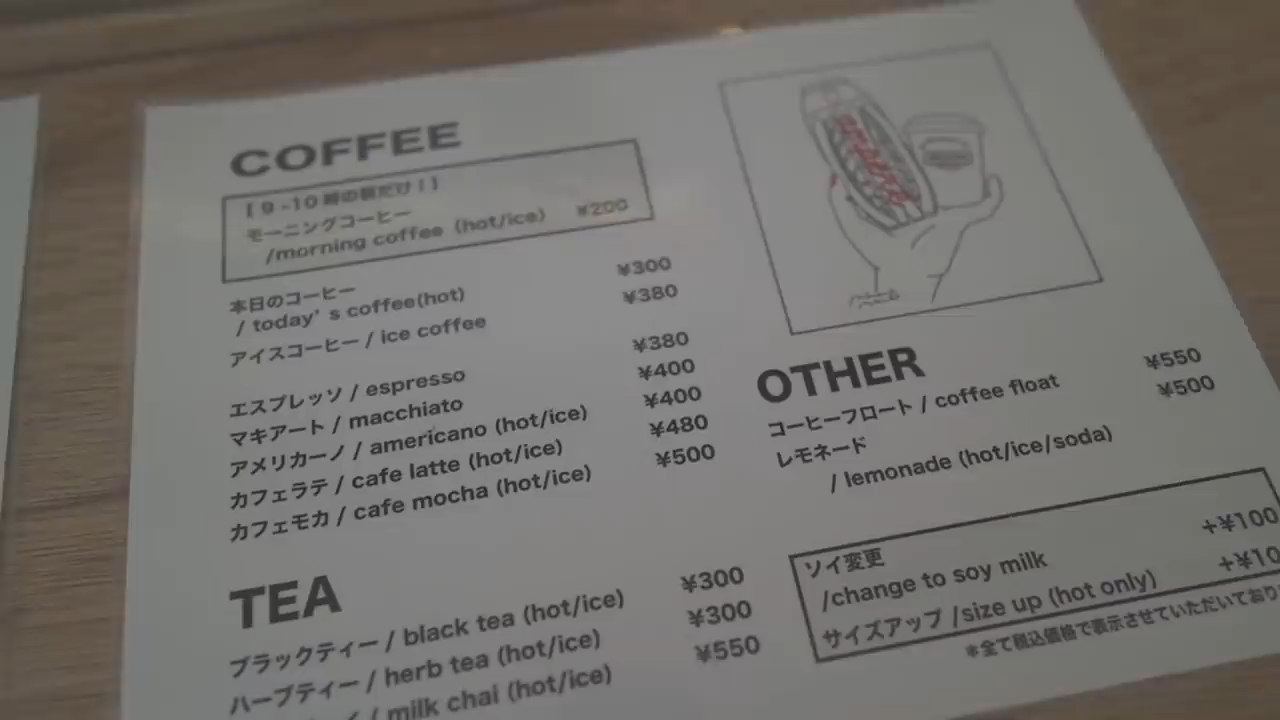 COFFEE
[ 9 -10時の朝だけ！]
モーニングコーヒー
/morning coffee (hot/ice) ¥200
本日のコーヒー ¥300
/ today's coffee(hot)
アイスコーヒー / ice coffee ¥380
エスプレッソ / espresso ¥380
マキアート / macchiato ¥400
アメリカーノ / americano (hot/ice) ¥400
カフェラテ / cafe latte (hot/ice) ¥480
カフェモカ / cafe mocha (hot/ice) ¥500
TEA
ブラックティー / black tea (hot/ice) ¥300
ハーブティー / herb tea (hot/ice) ¥300
/ milk chai (hot/ice) ¥550
OTHER
コーヒーフロート / coffee float ¥550
レモネード ¥500
/ lemonade (hot/ice/soda)
ソイ変更 +¥100
/change to soy milk
サイズアップ /size up (hot only) +¥10
*全て税込価格で表示させていただいており